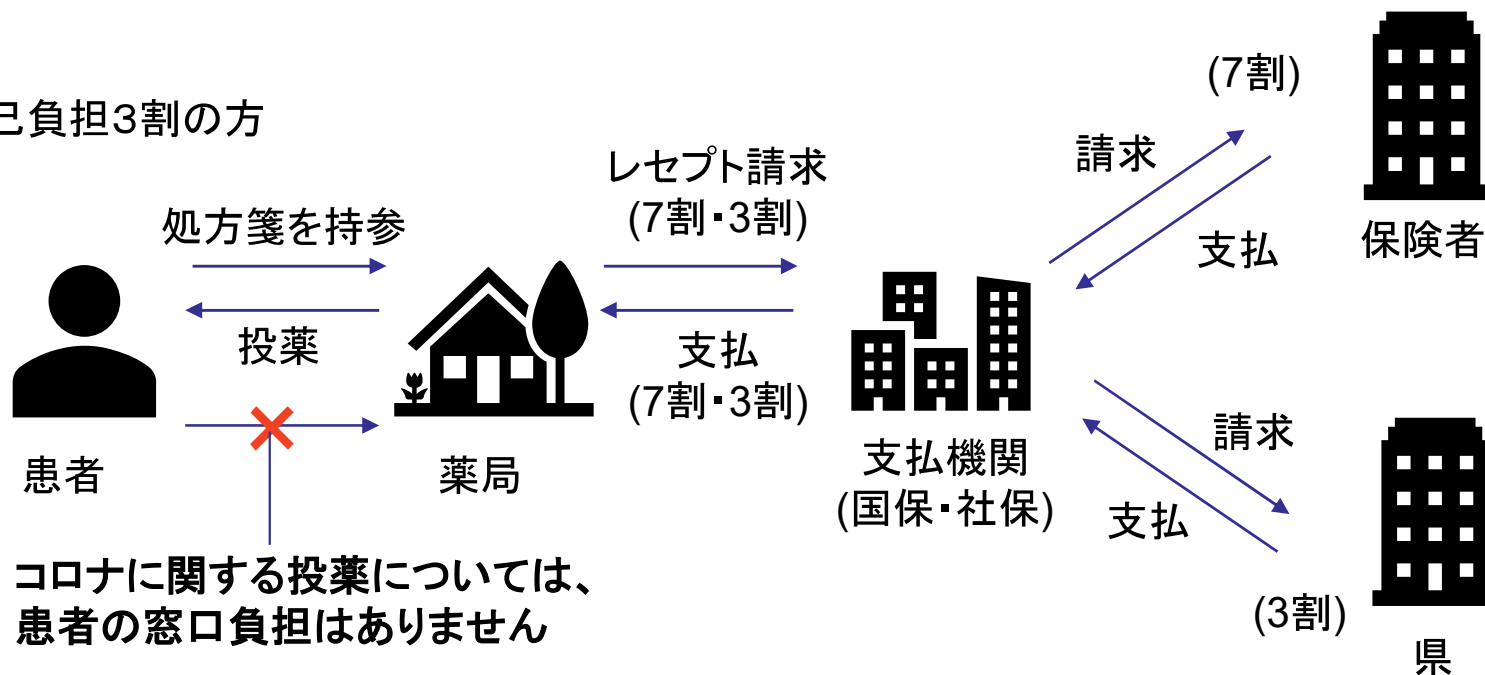 己負担3割の方
処方箋を持参
投薬
患者
薬局
コロナに関する投薬については、
患者の窓口負担はありません
レセプト請求
(7割・3割)
支払
(7割・3割)
支払機関
(国保・社保)
(7割)
請求
支払
保険者
請求
支払
(3割)
県